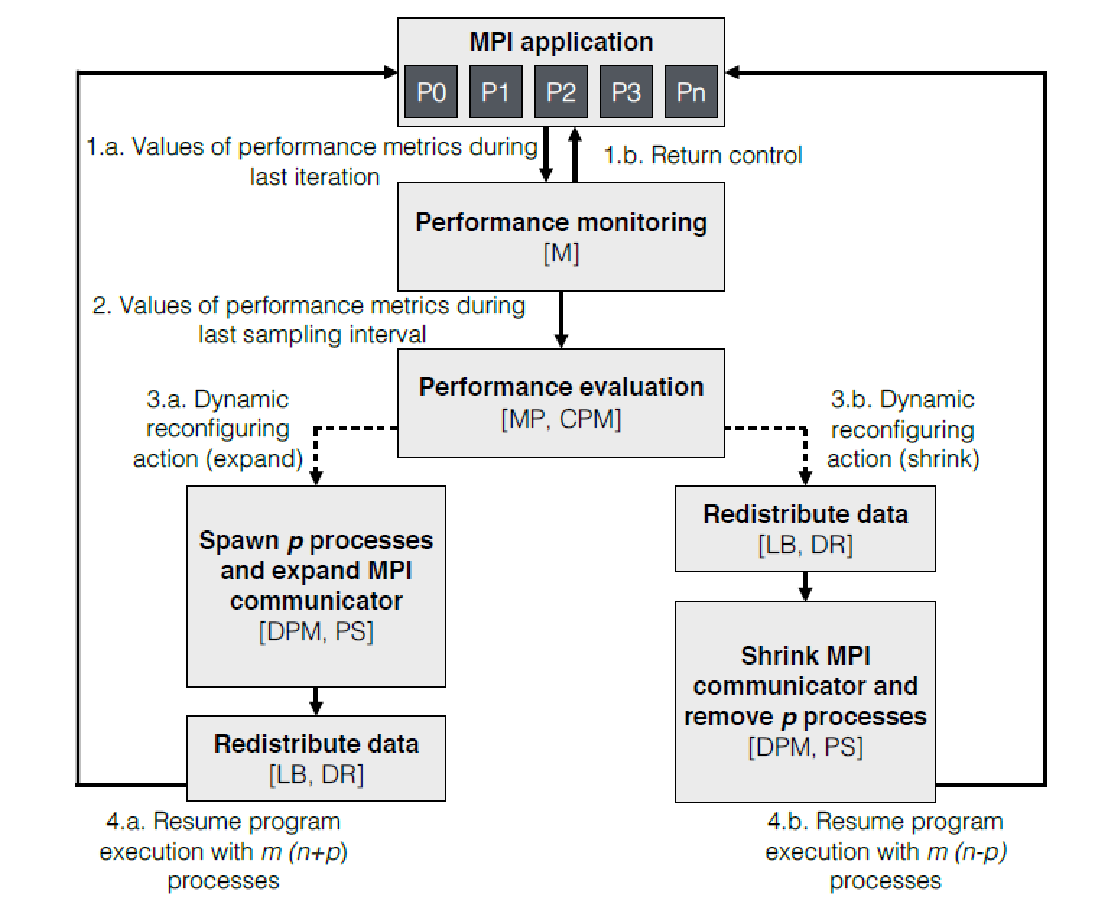 MPI application
P0 P1 P2 P3 Pn
1.a. Values of performance metrics during
last iteration
1.b. Return control
Performance monitoring
[M]
2. Values of performance metrics during
last sampling interval
Performance evaluation
[MP, CPM]
3.a. Dynamic
reconfiguring
action (expand)
3.b. Dynamic
reconfiguring
action (shrink)
Spawn p processes
and expand MPI
communicator
[DPM, PS]
Redistribute data
[LB, DR]
Redistribute data
[LB, DR]
Shrink MPI
communicator and
remove p processes
[DPM, PS]
4.a. Resume program
execution with m (n+p)
processes
4.b. Resume program
execution with m (n-p)
processes